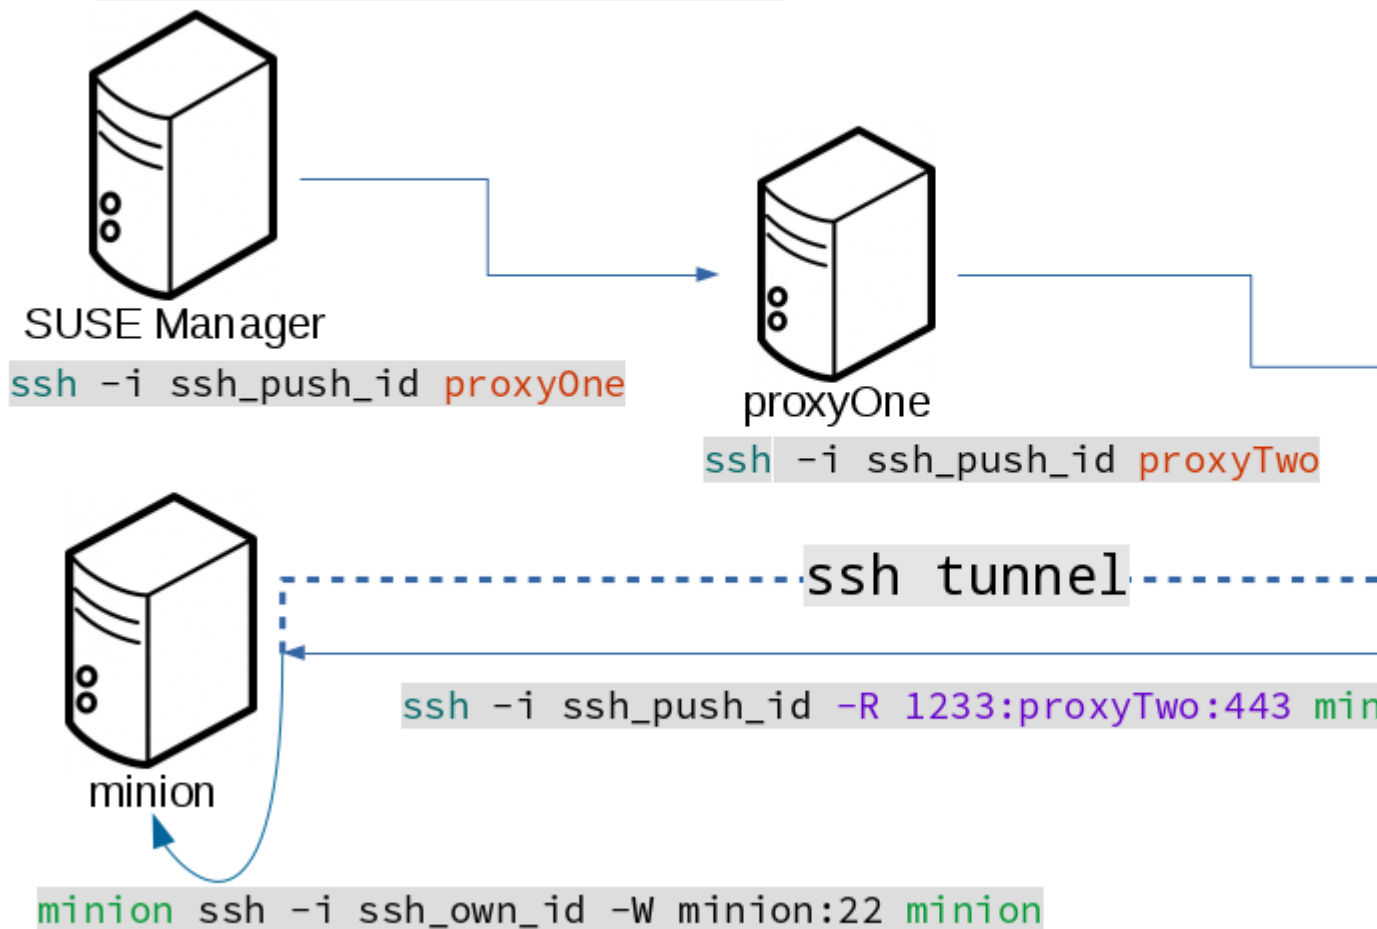 SUSE Manager
ssh -i ssh_push_id proxyOne
proxyOne
ssh -i ssh_push_id proxyTwo
ssh tunnel
ssh -i ssh_push_id -R 1233:proxyTwo:443 min
minion
minion ssh -i ssh_own_id -W minion:22 minion